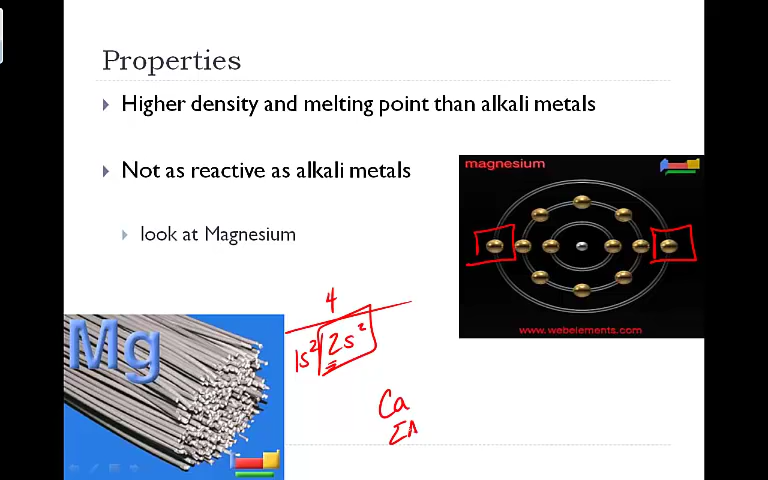 Properties
Higher density and melting point than alkali metals
Not as reactive as alkali metals
look at Magnesium
magnesium
www.webelements.com
Mg
4
1s² 2s²
Ca